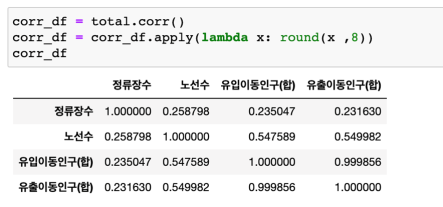 corr_df = total.corr()
corr_df = corr_df.apply(lambda x: round(x ,8))
corr_df
정류장수 노선수 유입이동인구(합) 유출이동인구(합)
정류장수 1.000000 0.258798 0.235047 0.231630
노선수 0.258798 1.000000 0.547589 0.549982
유입이동인구(합) 0.235047 0.547589 1.000000 0.999856
유출이동인구(합) 0.231630 0.549982 0.999856 1.000000